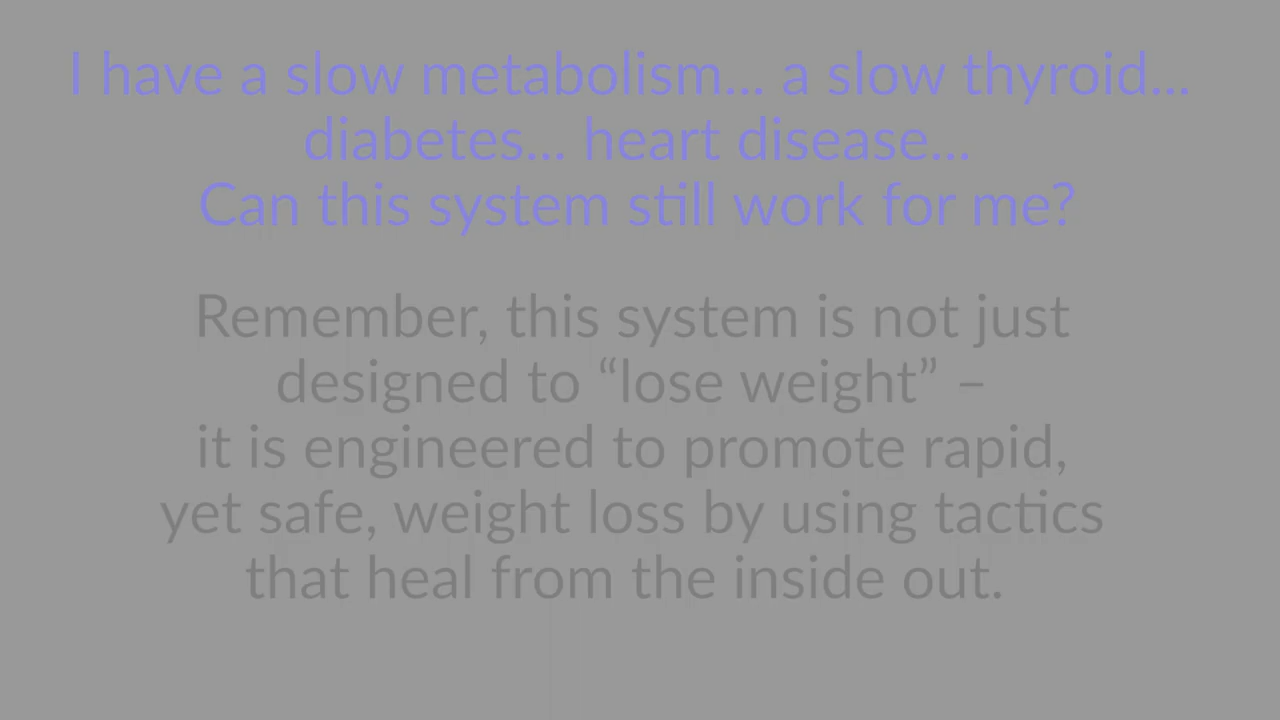 I have a slow metabolism... a slow thyroid...
diabetes... heart disease...
Can this system still work for me?
Remember, this system is not just
designed to “lose weight” –
it is engineered to promote rapid,
yet safe, weight loss by using tactics
that heal from the inside out.